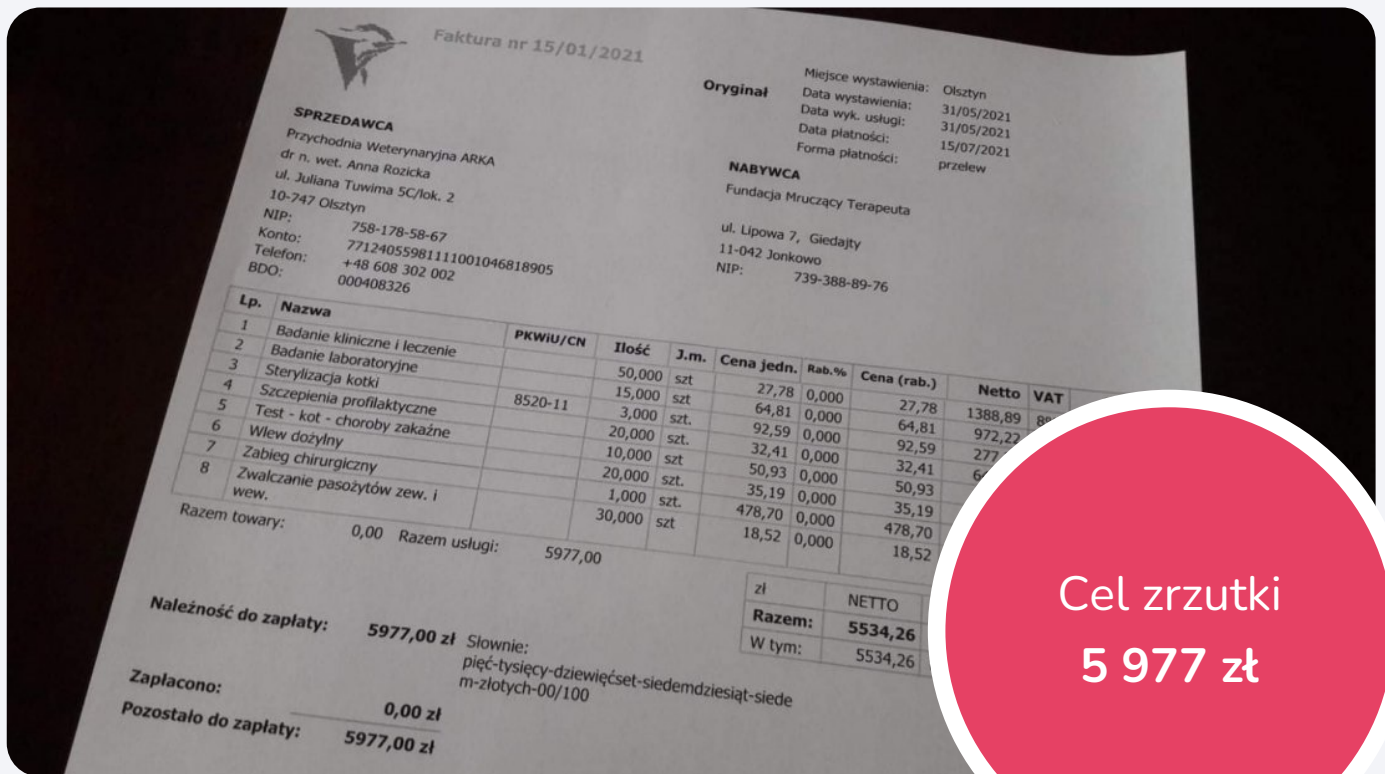 Faktura nr 15/01/2021
Oryginał
Miejsce wystawienia: Olsztyn
Data wystawienia: 31/05/2021
Data wyk. usługi: 31/05/2021
Data płatności: 15/07/2021
Forma płatności: przelew
SPRZEDAWCA
Przychodnia Weterynaryjna ARKA
dr n. wet. Anna Rozicka
ul. Juliana Tuwima 5C/lok. 2
10-747 Olsztyn
NIP: 758-178-58-67
Konto: 77124055981111001046818905
Telefon: +48 608 302 002
BDO: 000408326
NABYWCA
Fundacja Mruczący Terapeuta
ul. Lipowa 7, Giedajty
11-042 Jonkowo
NIP: 739-388-89-76
Lp. Nazwa PKWiU/CN Ilość J.m. Cena jedn. Rab.% Cena (rab.) Netto VAT
1 Badanie kliniczne i leczenie 50,000 szt 27,78 0,000 27,78 1388,89
2 Badanie laboratoryjne 15,000 szt 64,81 0,000 64,81 972,22
3 Sterylizacja kotki 3,000 szt. 92,59 0,000 92,59
4 Szczepienia profilaktyczne 8520-11 20,000 szt. 32,41 0,000 32,41
5 Test - kot - choroby zakaźne 10,000 szt 50,93 0,000 50,93
6 Wlew dożylny 20,000 szt. 35,19 0,000 35,19
7 Zabieg chirurgiczny 1,000 szt. 478,70 0,000 478,70
8 Zwalczanie pasożytów zew. i 30,000 szt 18,52 0,000 18,52
wew.
Razem towary: 0,00 Razem usługi: 5977,00
zł NETTO
Razem: 5534,26
W tym: 5534,26
Należność do zapłaty: 5977,00 zł Słownie:
pięć-tysięcy-dziewięćset-siedemdziesiąt-siede
m-złotych-00/100
Zapłacono: 0,00 zł
Pozostało do zapłaty: 5977,00 zł
Cel zrzutki
5 977 zł